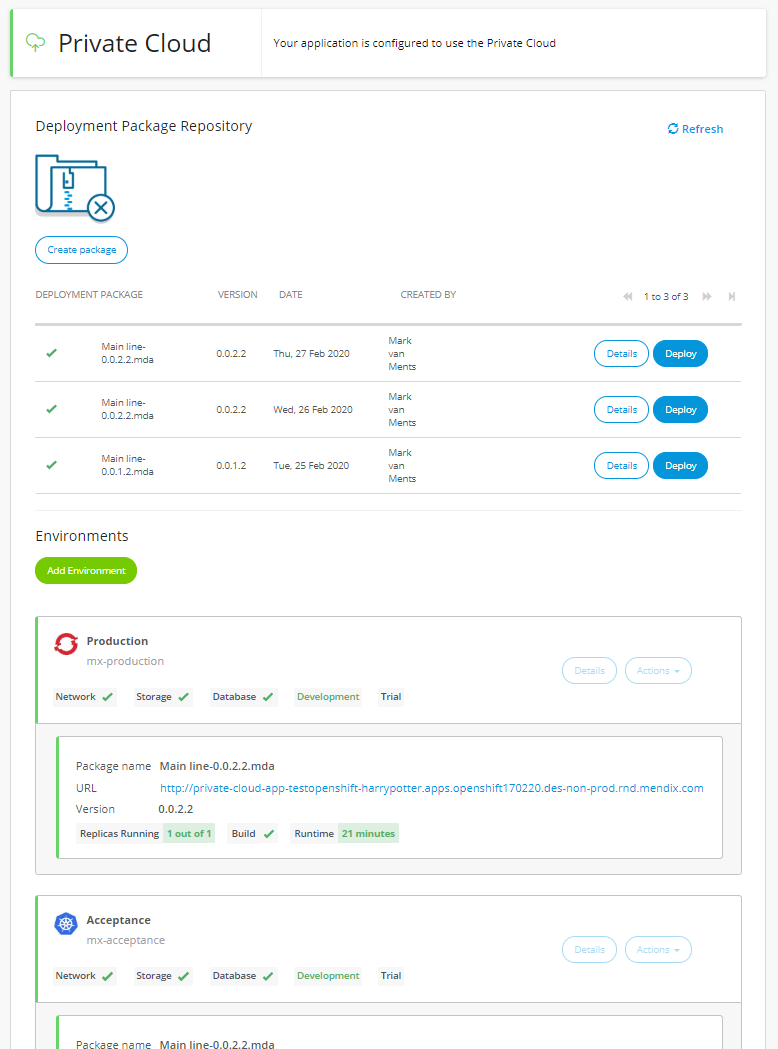 Private Cloud
Your application is configured to use the Private Cloud
Deployment Package Repository
Refresh
Create package
DEPLOYMENT PACKAGE VERSION DATE CREATED BY 1 to 3 of 3
Main line-
0.0.2.2.mda
0.0.2.2
Thu, 27 Feb 2020
Mark
van
Ments
Details
Deploy
Main line-
0.0.2.2.mda
0.0.2.2
Wed, 26 Feb 2020
Mark
van
Ments
Details
Deploy
Main line-
0.0.1.2.mda
0.0.1.2
Tue, 25 Feb 2020
Mark
van
Ments
Details
Deploy
Environments
Add Environment
Production
mx-production
Details
Actions
Network Storage Database Development Trial
Package name Main line-0.0.2.2.mda
URL http://private-cloud-app-testopenshift-harrypotter.apps.openshift170220.des-non-prod.rnd.mendix.com
Version 0.0.2.2
Replicas Running 1 out of 1 Build Runtime 21 minutes
Acceptance
mx-acceptance
Details
Actions
Network Storage Database Development Trial
Package name Main line-0.0.2.2.mda